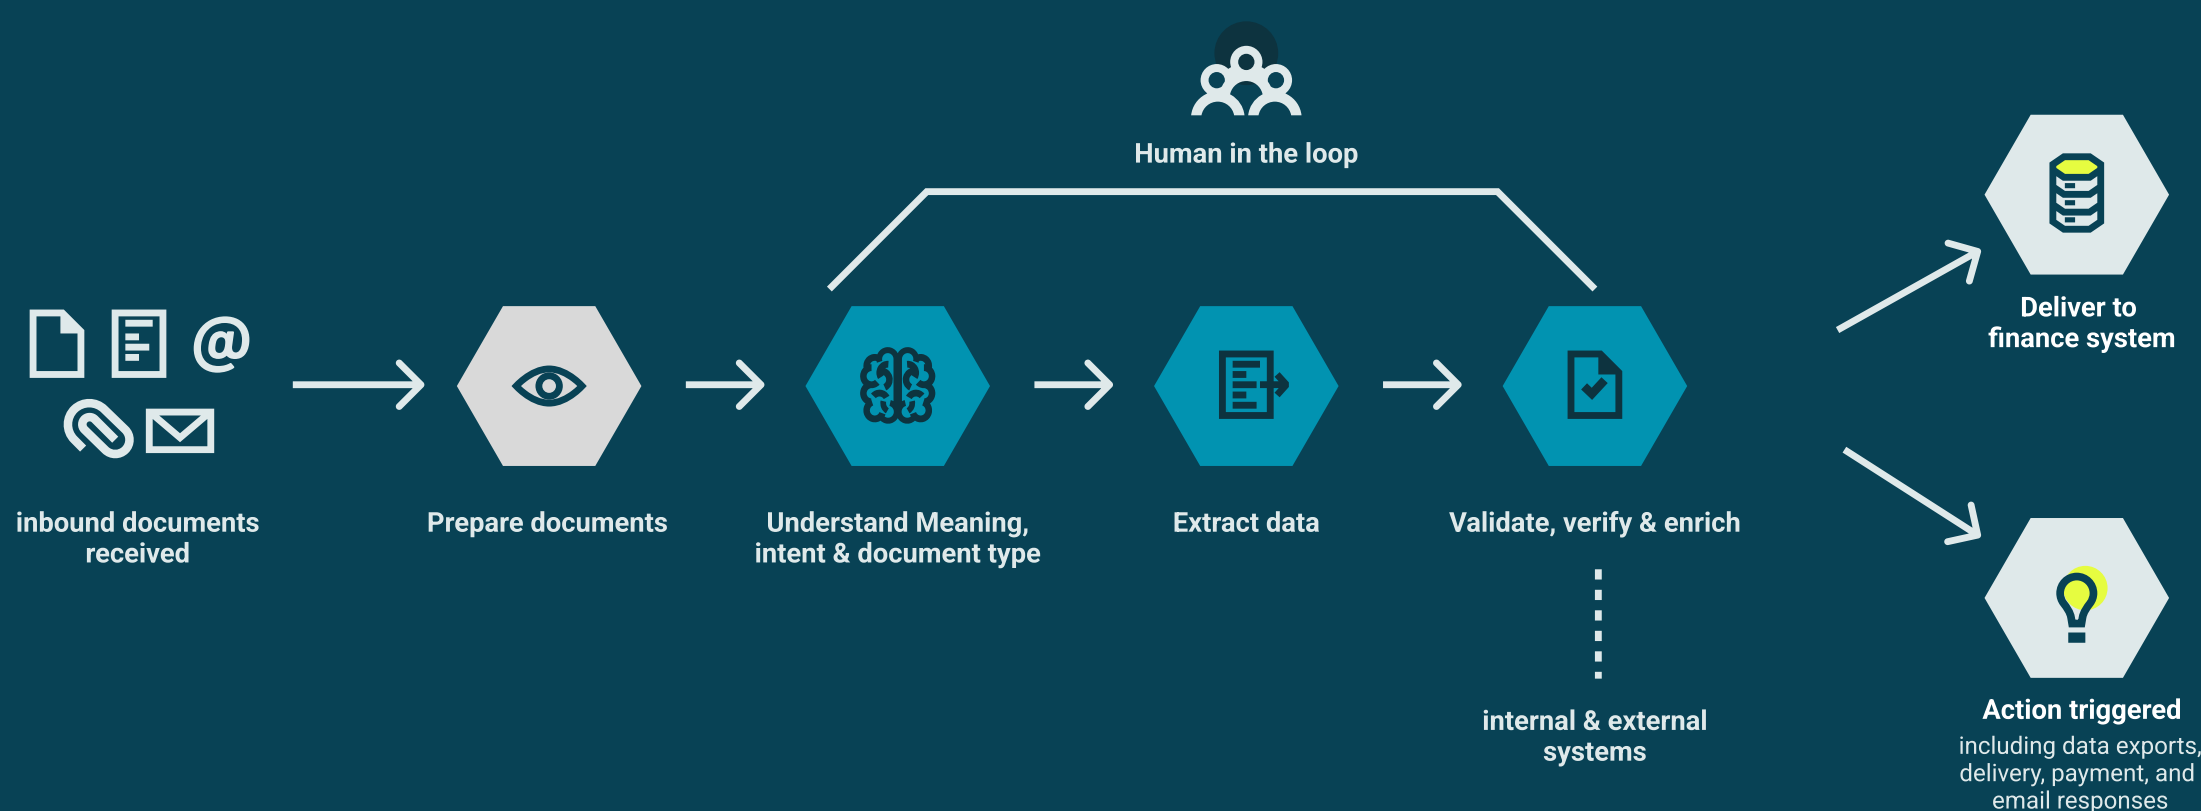 Human in the loop
inbound documents
received
Prepare documents
Understand Meaning,
intent & document type
Extract data
Validate, verify & enrich
internal & external
systems
Deliver to
finance system
Action triggered
including data exports,
delivery, payment, and
email responses